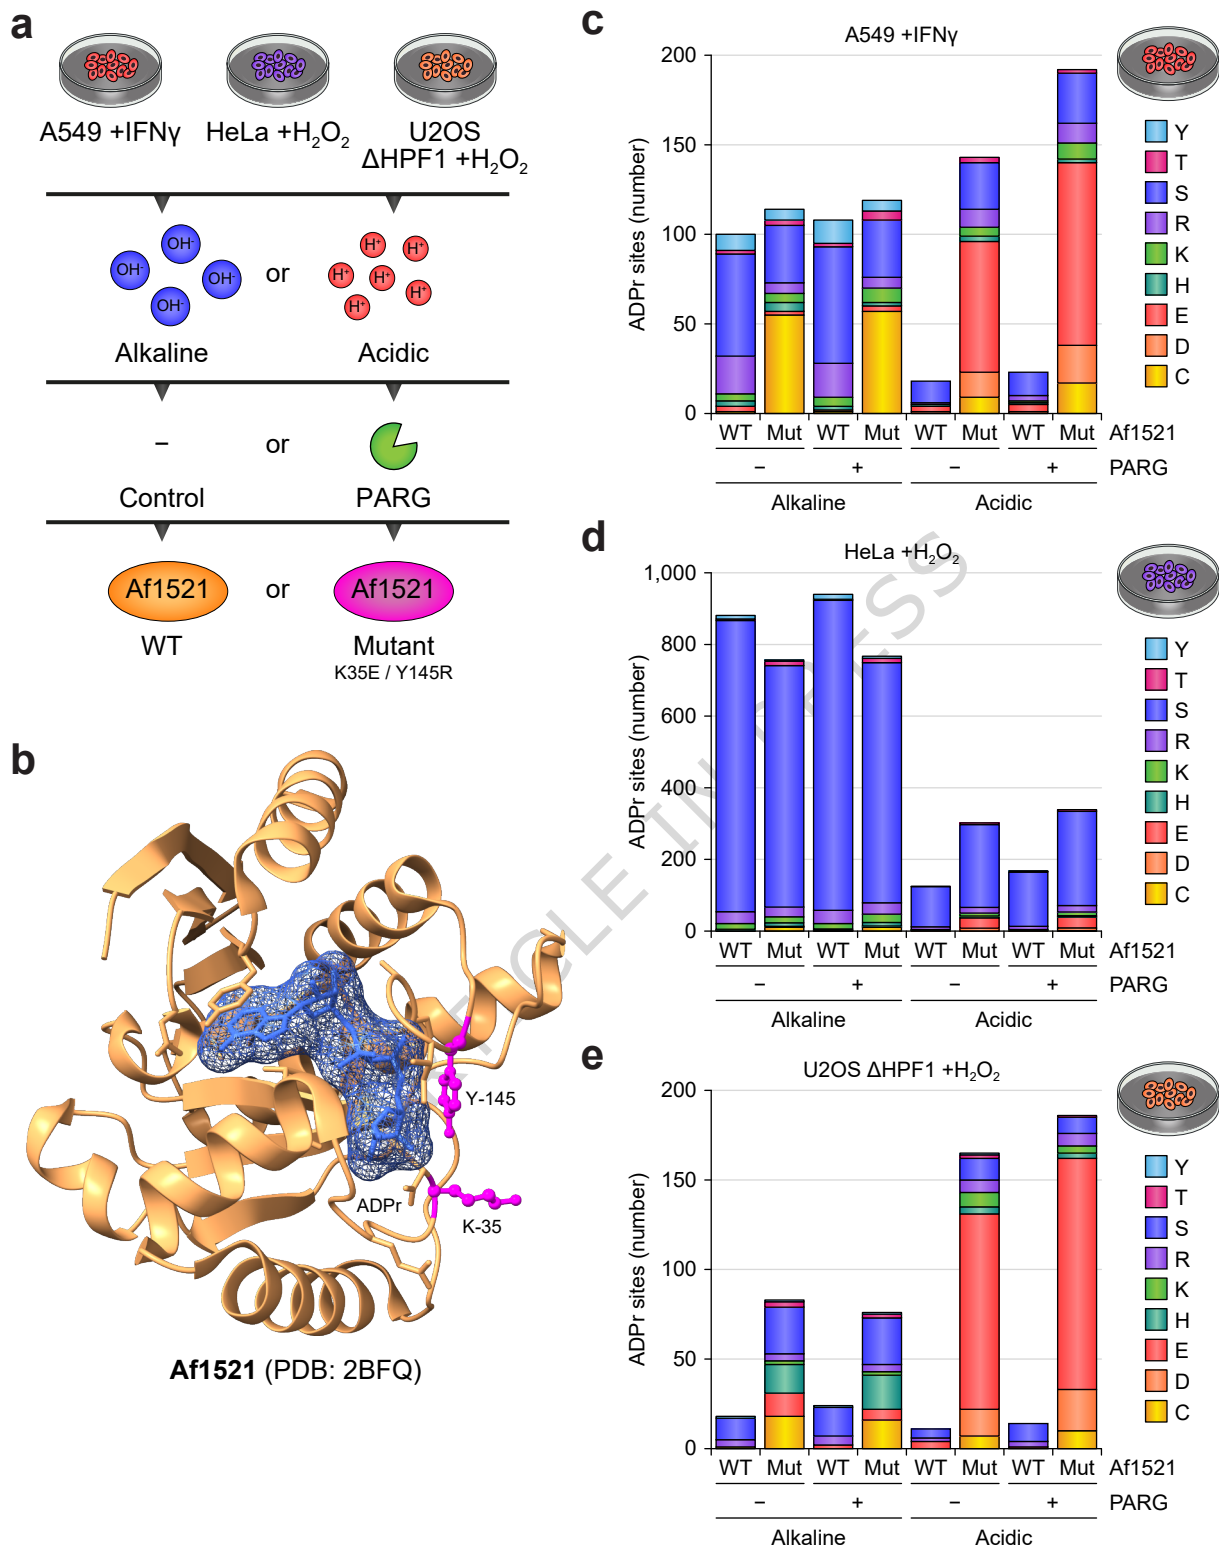 a
A549 +IFNγ
HeLa +H₂O₂
U2OS
ΔHPF1 +H₂O₂
OH⁻
OH⁻
OH⁻
OH⁻
or
H⁺
H⁺
H⁺
H⁺
H⁺
H⁺
Alkaline
Acidic
–
or
Control
PARG
Af1521
or
Af1521
WT
Mutant
K35E / Y145R
b
Y-145
ADPr
K-35
Af1521 (PDB: 2BFQ)
c
A549 +IFNγ
ADPr sites (number)
200
150
100
50
0
Y
T
S
R
K
H
E
D
C
WT Mut WT Mut WT Mut WT Mut Af1521
– + – + PARG
Alkaline Acidic
d
HeLa +H₂O₂
ADPr sites (number)
1,000
800
600
400
200
0
Y
T
S
R
K
H
E
D
C
WT Mut WT Mut WT Mut WT Mut Af1521
– + – + PARG
Alkaline Acidic
e
U2OS ΔHPF1 +H₂O₂
ADPr sites (number)
200
150
100
50
0
Y
T
S
R
K
H
E
D
C
WT Mut WT Mut WT Mut WT Mut Af1521
– + – + PARG
Alkaline Acidic